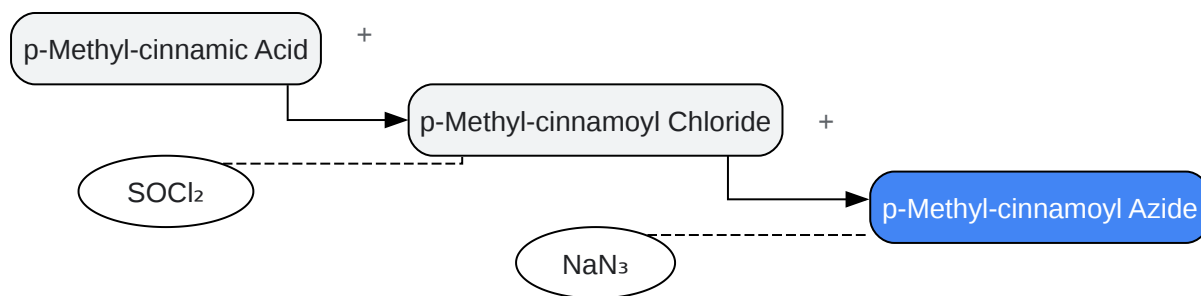 p-Methyl-cinnamic Acid
+
p-Methyl-cinnamoyl Chloride
+
SOCl₂
p-Methyl-cinnamoyl Azide
NaN₃